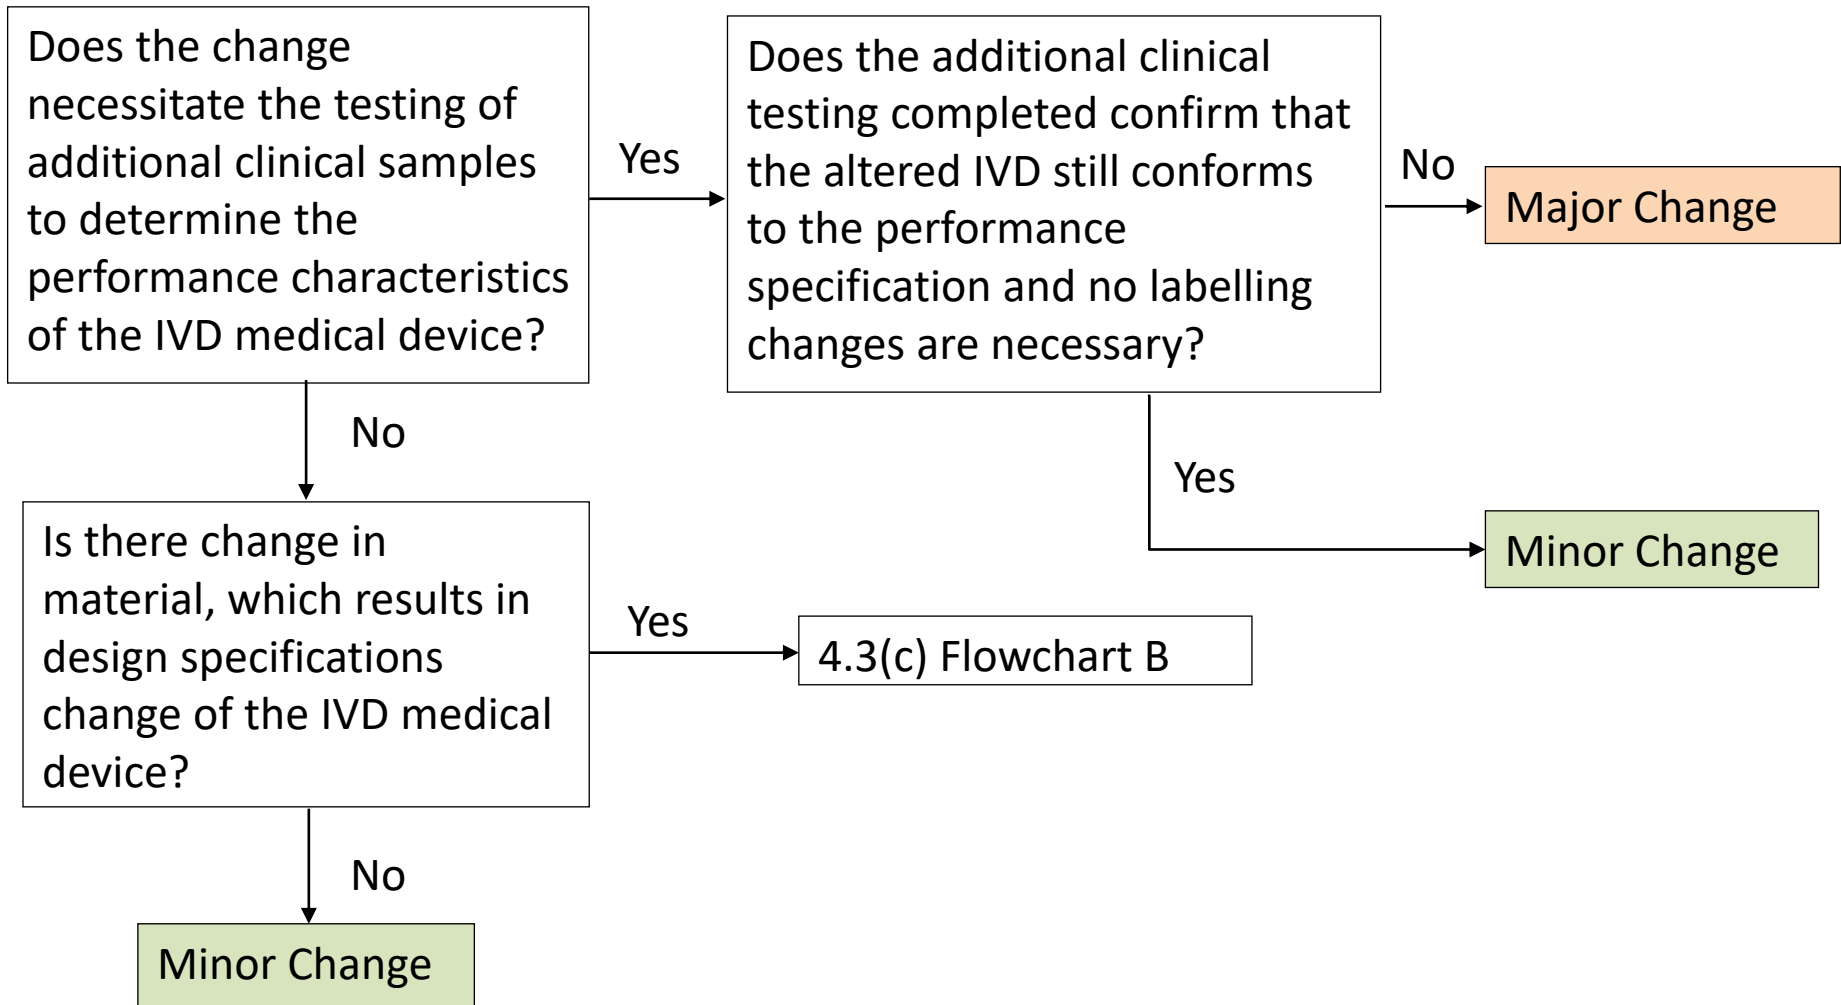 Does the change
necessitate the testing of
additional clinical samples
to determine the
performance characteristics
of the IVD medical device?
Yes
Does the additional clinical
testing completed confirm that
the altered IVD still conforms
to the performance
specification and no labelling
changes are necessary?
No
Major Change
No
Yes
Minor Change
Is there change in
material, which results in
design specifications
change of the IVD medical
device?
Yes
4.3(c) Flowchart B
No
Minor Change